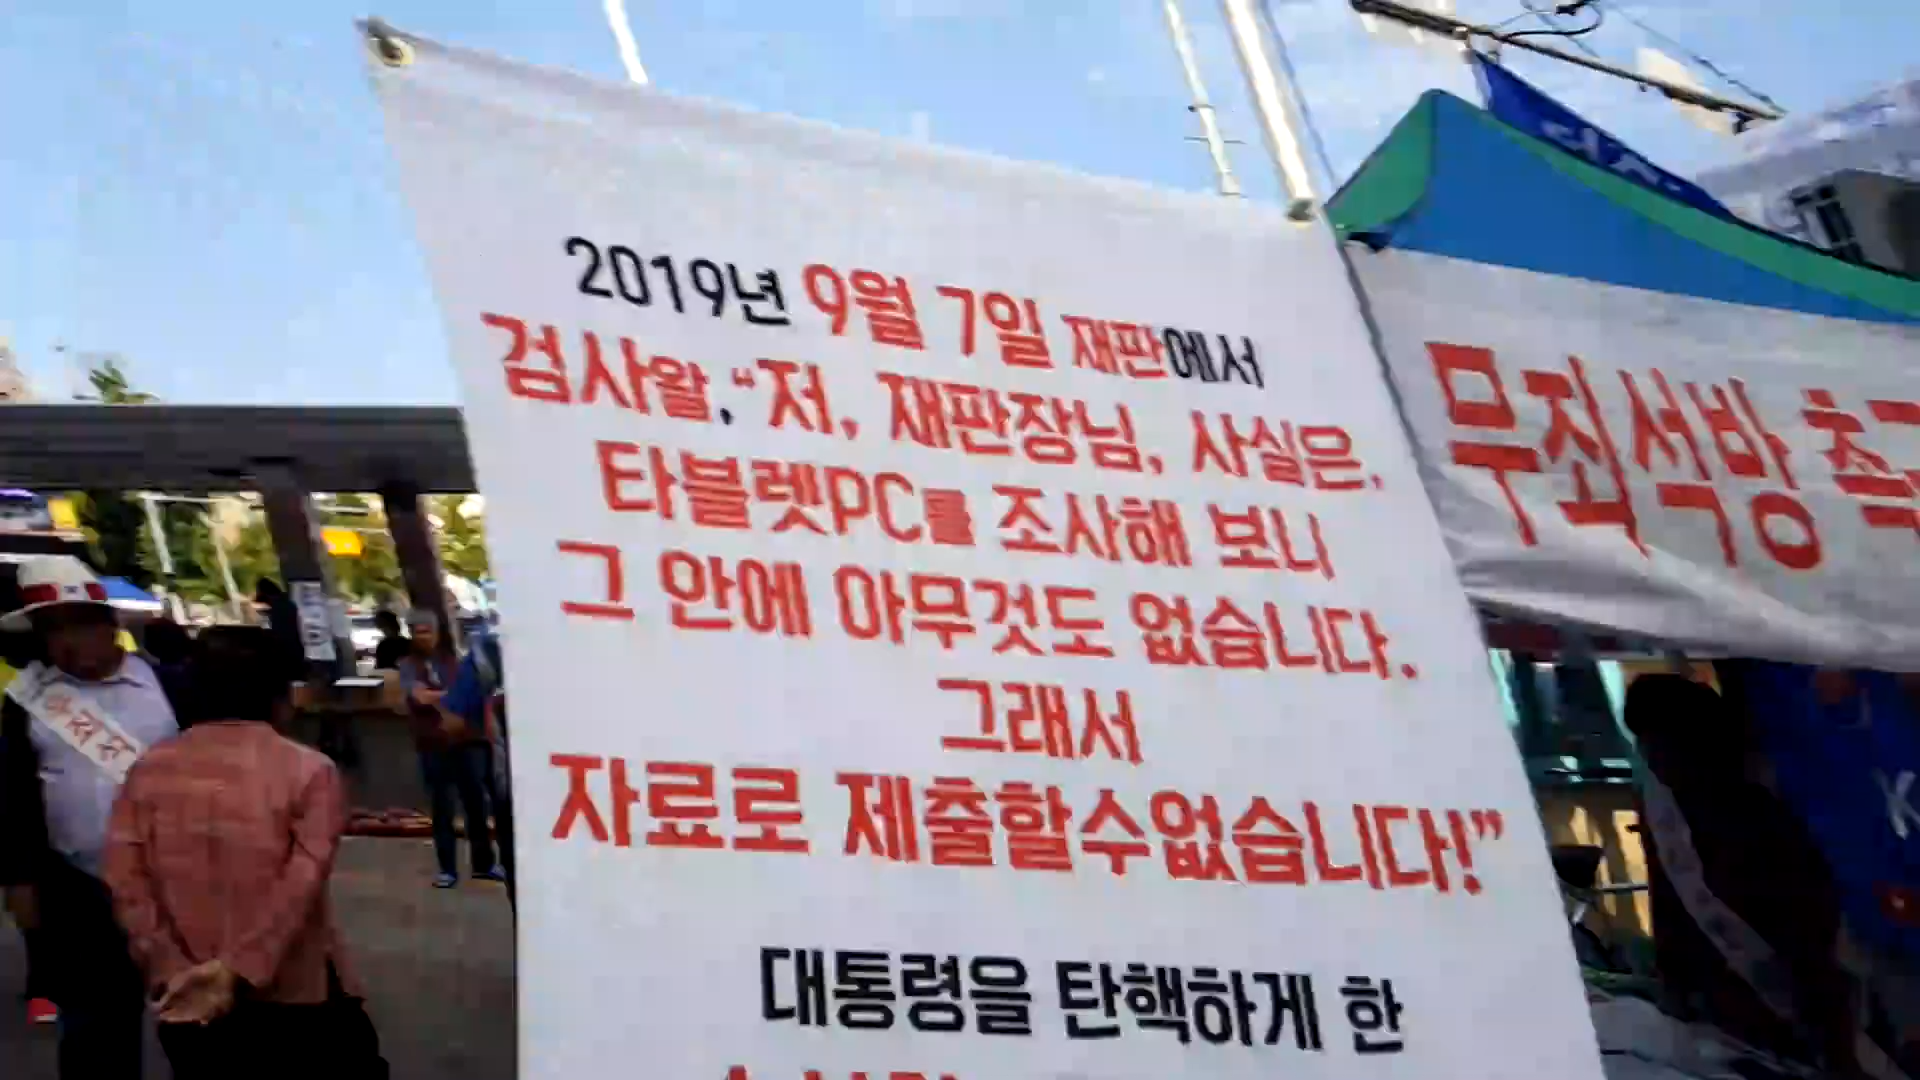 2019년 9월 7일 재판에서
검사왈,“저, 재판장님, 사실은,
타블렛PC를 조사해 보니
그 안에 아무것도 없습니다.
그래서
자료로 제출할수없습니다!”
대통령을 탄핵하게 한
무죄석방 촉